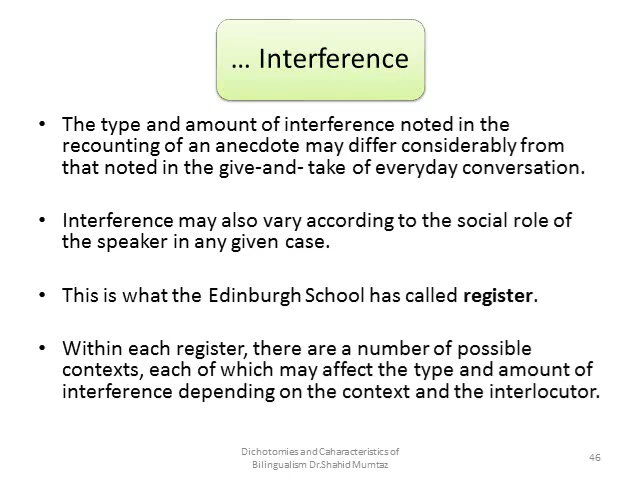 ... Interference
• The type and amount of interference noted in the
recounting of an anecdote may differ considerably from
that noted in the give-and- take of everyday conversation.
• Interference may also vary according to the social role of
the speaker in any given case.
• This is what the Edinburgh School has called register.
• Within each register, there are a number of possible
contexts, each of which may affect the type and amount of
interference depending on the context and the interlocutor.
Dichotomies and Caharacteristics of
Bilingualism Dr.Shahid Mumtaz
46